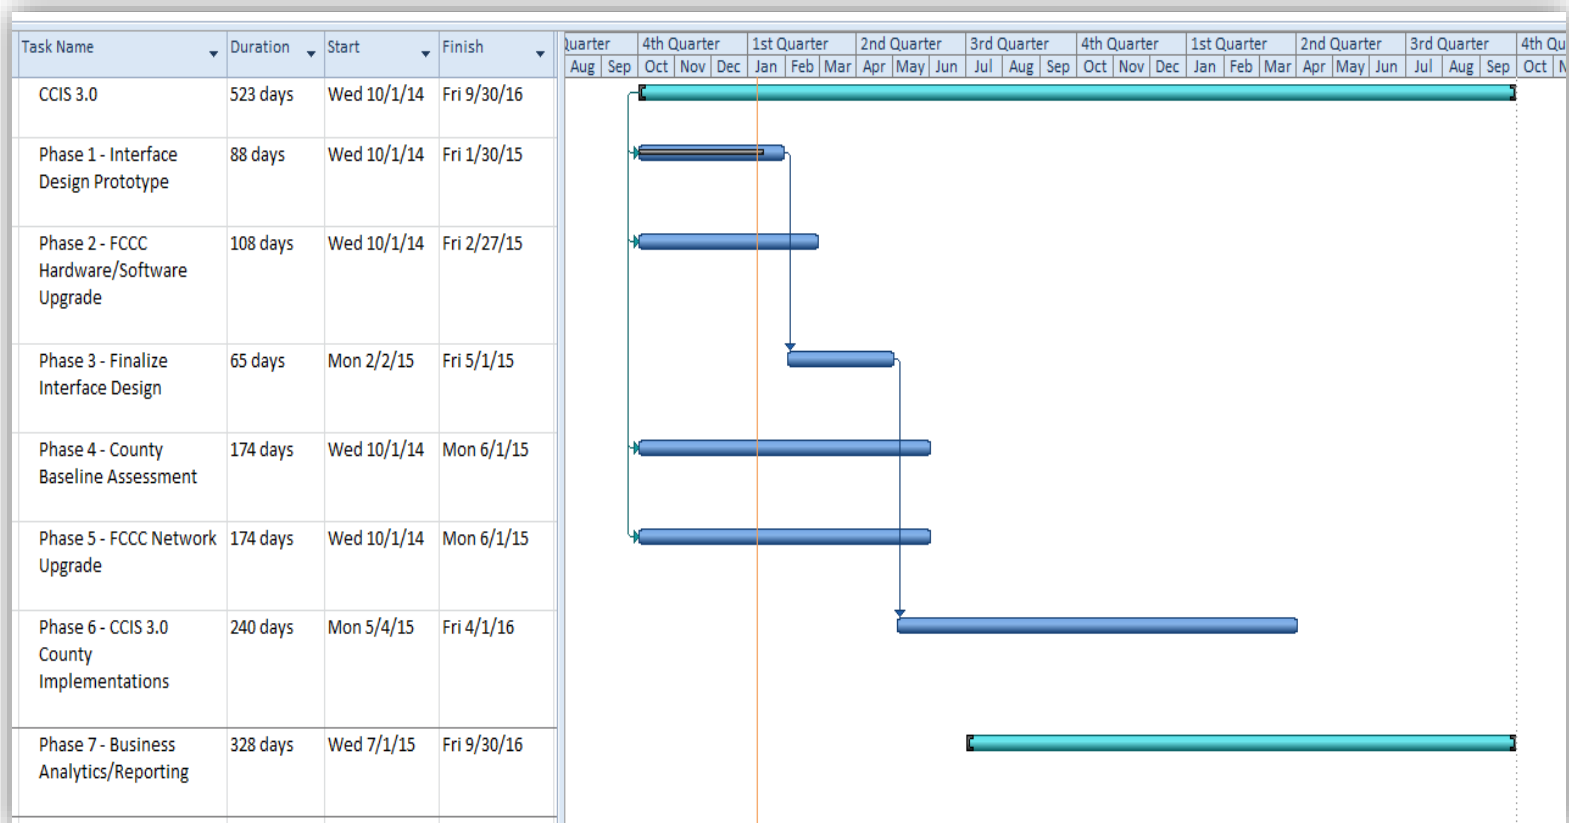 Task Name Duration Start Finish
Quarter 4th Quarter 1st Quarter 2nd Quarter 3rd Quarter 4th Quarter 1st Quarter 2nd Quarter 3rd Quarter 4th Qu
Aug Sep Oct Nov Dec Jan Feb Mar Apr May Jun Jul Aug Sep Oct Nov Dec Jan Feb Mar Apr May Jun Jul Aug Sep Oct N
CCIS 3.0 523 days Wed 10/1/14 Fri 9/30/16
Phase 1 - Interface 88 days Wed 10/1/14 Fri 1/30/15
Design Prototype
Phase 2 - FCCC 108 days Wed 10/1/14 Fri 2/27/15
Hardware/Software
Upgrade
Phase 3 - Finalize 65 days Mon 2/2/15 Fri 5/1/15
Interface Design
Phase 4 - County 174 days Wed 10/1/14 Mon 6/1/15
Baseline Assessment
Phase 5 - FCCC Network 174 days Wed 10/1/14 Mon 6/1/15
Upgrade
Phase 6 - CCIS 3.0 240 days Mon 5/4/15 Fri 4/1/16
County
Implementations
Phase 7 - Business 328 days Wed 7/1/15 Fri 9/30/16
Analytics/Reporting